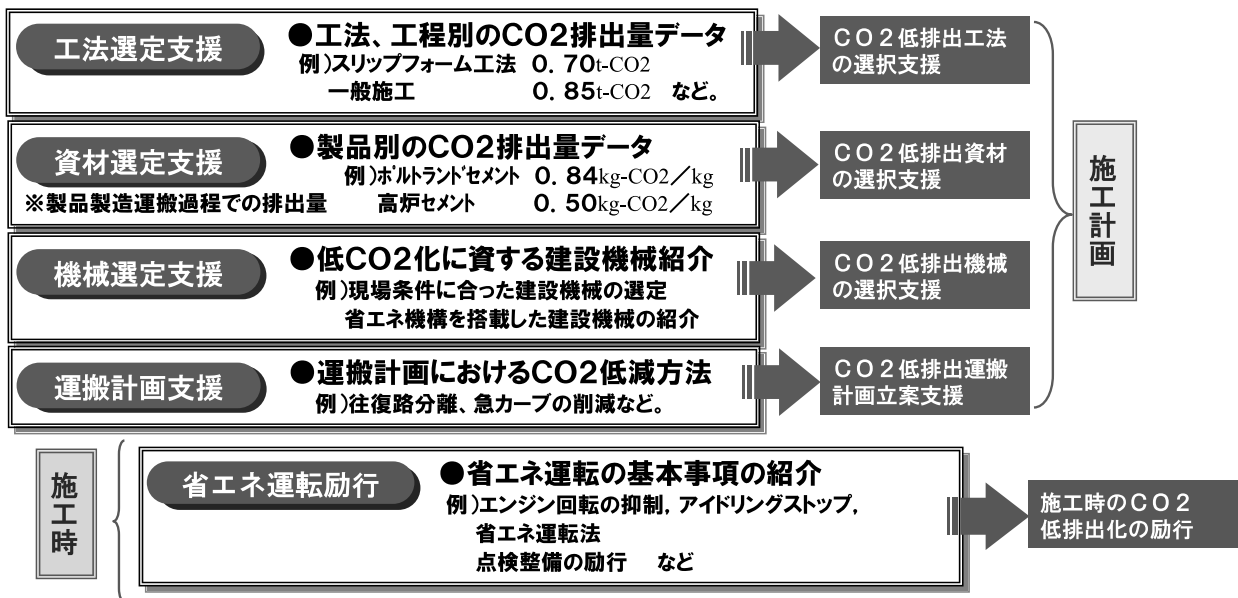 工法選定支援
●工法、工程別のCO2排出量データ
例)スリップフォーム工法 0.70t-CO2
一般施工 0.85t-CO2 など。
CO2低排出工法
の選択支援
資材選定支援
●製品別のCO2排出量データ
例)ポルトランドセメント 0.84kg-CO2/kg
※製品製造運搬過程での排出量 高炉セメント 0.50kg-CO2/kg
CO2低排出資材
の選択支援
機械選定支援
●低CO2化に資する建設機械紹介
例)現場条件に合った建設機械の選定
省エネ機構を搭載した建設機械の紹介
CO2低排出機械
の選択支援
運搬計画支援
●運搬計画におけるCO2低減方法
例)往復路分離、急カーブの削減など。
CO2低排出運搬
計画立案支援
施工計画
施工時
省エネ運転励行
●省エネ運転の基本事項の紹介
例)エンジン回転の抑制,アイドリングストップ,
省エネ運転法
点検整備の励行 など
施工時のCO2
低排出化の励行